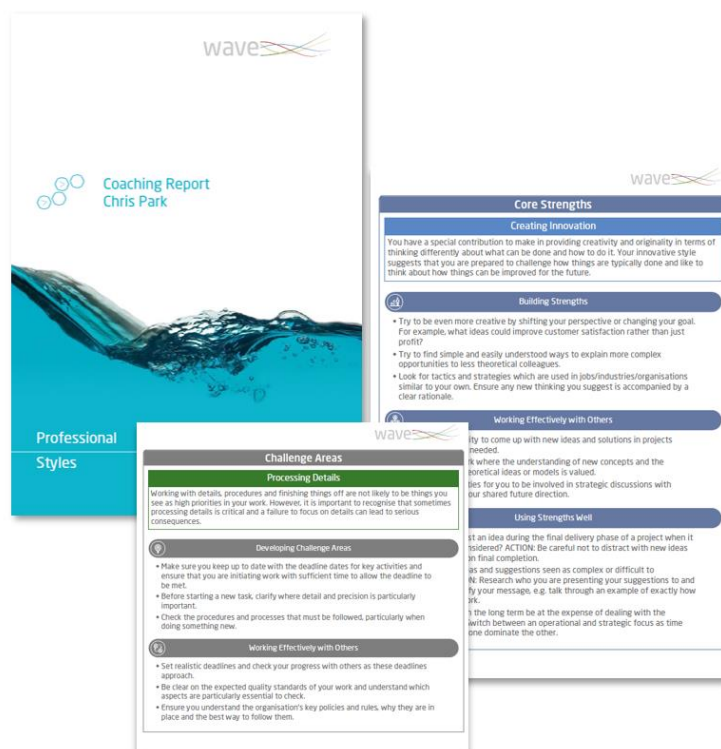 wave
Coaching Report
Chris Park
Professional
Styles
wave
Core Strengths
Creating Innovation
You have a special contribution to make in providing creativity and originality in terms of
thinking differently about what can be done and how to do it. Your innovative style
suggests that you are prepared to challenge how things are typically done and like to
think about how things can be improved for the future.
Building Strengths
• Try to be even more creative by shifting your perspective or changing your goal.
For example, what ideas could improve customer satisfaction rather than just
profit?
• Try to find simple and easily understood ways to explain more complex
opportunities to less theoretical colleagues.
• Look for tactics and strategies which are used in jobs/industries/organisations
similar to your own. Ensure any new thinking you suggest is accompanied by a
clear rationale.
Working Effectively with Others
ity to come up with new ideas and solutions in projects
needed.
rk where the understanding of new concepts and the
eoretical ideas or models is valued.
ties for you to be involved in strategic discussions with
our shared future direction.
Using Strengths Well
st an idea during the final delivery phase of a project when it
nsidered? ACTION: Be careful not to distract with new ideas
on final completion.
as and suggestions seen as complex or difficult to
N: Research who you are presenting your suggestions to and
fy your message, e.g. talk through an example of exactly how
rk.
n the long term be at the expense of dealing with the
Switch between an operational and strategic focus as time
one dominate the other.
wave
Challenge Areas
Processing Details
Working with details, procedures and finishing things off are not likely to be things you
see as high priorities in your work. However, it is important to recognise that sometimes
processing details is critical and a failure to focus on details can lead to serious
consequences.
Developing Challenge Areas
• Make sure you keep up to date with the deadline dates for key activities and
ensure that you are initiating work with sufficient time to allow the deadline to
be met.
• Before starting a new task, clarify where detail and precision is particularly
important.
• Check the procedures and processes that must be followed, particularly when
doing something new.
Working Effectively with Others
• Set realistic deadlines and check your progress with others as these deadlines
approach.
• Be clear on the expected quality standards of your work and understand which
aspects are particularly essential to check.
• Ensure you understand the organisation's key policies and rules, why they are in
place and the best way to follow them.